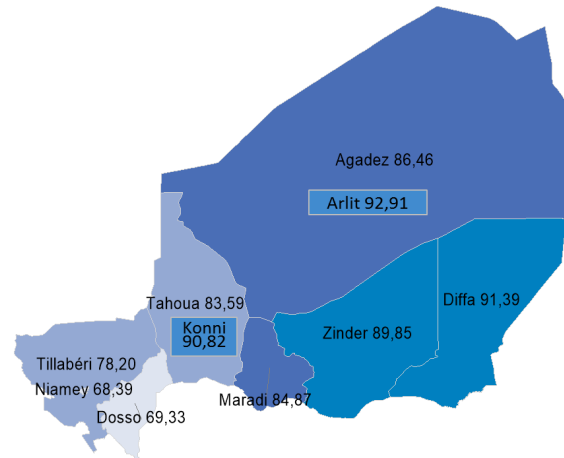 Agadez 86,46
Arlit 92,91
Diffa 91,39
Tahoua 83,59
Konni
90,82
Zinder 89,85
Tillabéri 78,20
Niamey 68,39
Maradi 84,87
Dosso 69,33